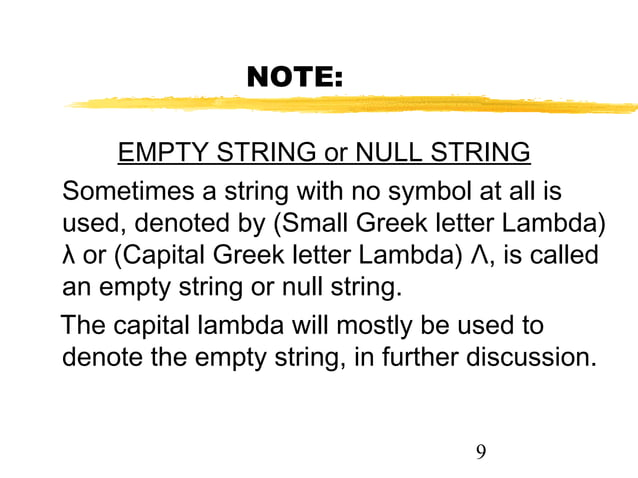 NOTE:
EMPTY STRING or NULL STRING
Sometimes a string with no symbol at all is
used, denoted by (Small Greek letter Lambda)
λ or (Capital Greek letter Lambda) Λ, is called
an empty string or null string.
The capital lambda will mostly be used to
denote the empty string, in further discussion.
9